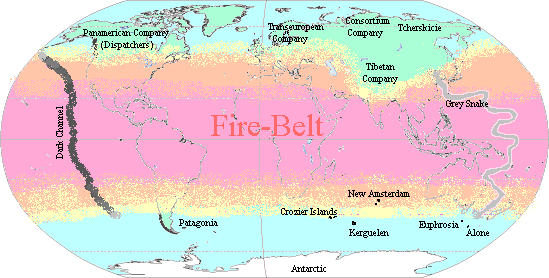 Panamerican Company
(Dispatchers)
Transeuropean
Company
Consortium
Company
Tcherskicie
Tibetan
Company
Grey Snake
Dark Channel
Fire-Belt
New Amsterdam
Crozier Islands
Patagonia
Kerguelen
Euphrosia
Alone
Antarctic